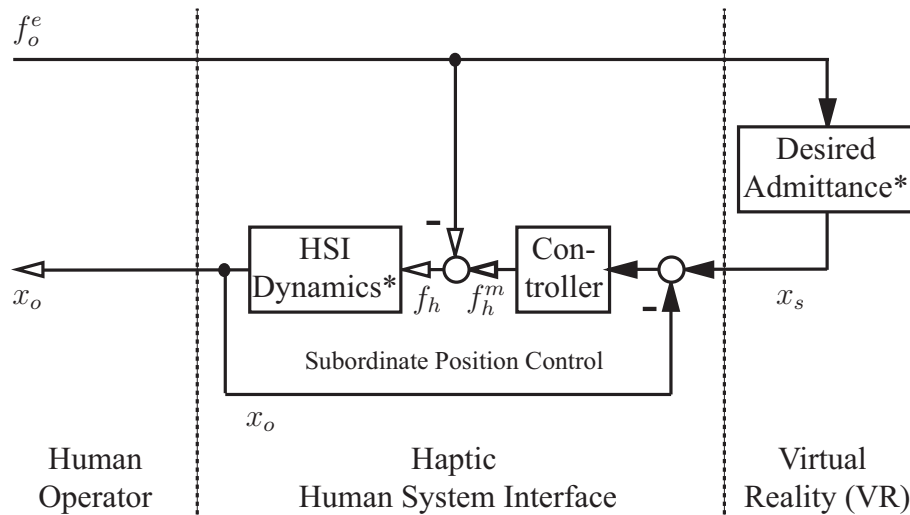 f_o^e
Desired
Admittance*
-
HSI
Dynamics*
Con-
troller
x_o
f_h
f_h^m
-
x_s
Subordinate Position Control
x_o
Human
Operator
Haptic
Human System Interface
Virtual
Reality (VR)